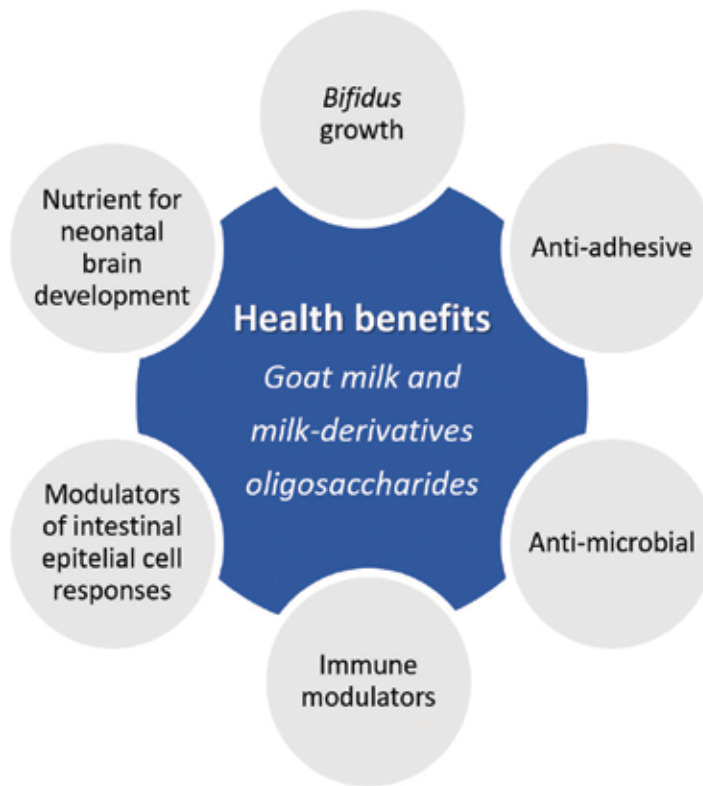 Bifidus
growth
Anti-adhesive
Anti-microbial
Immune
modulators
Modulators
of intestinal
epitelial cell
responses
Nutrient for
neonatal
brain
development
Health benefits
Goat milk and
milk-derivatives
oligosaccharides